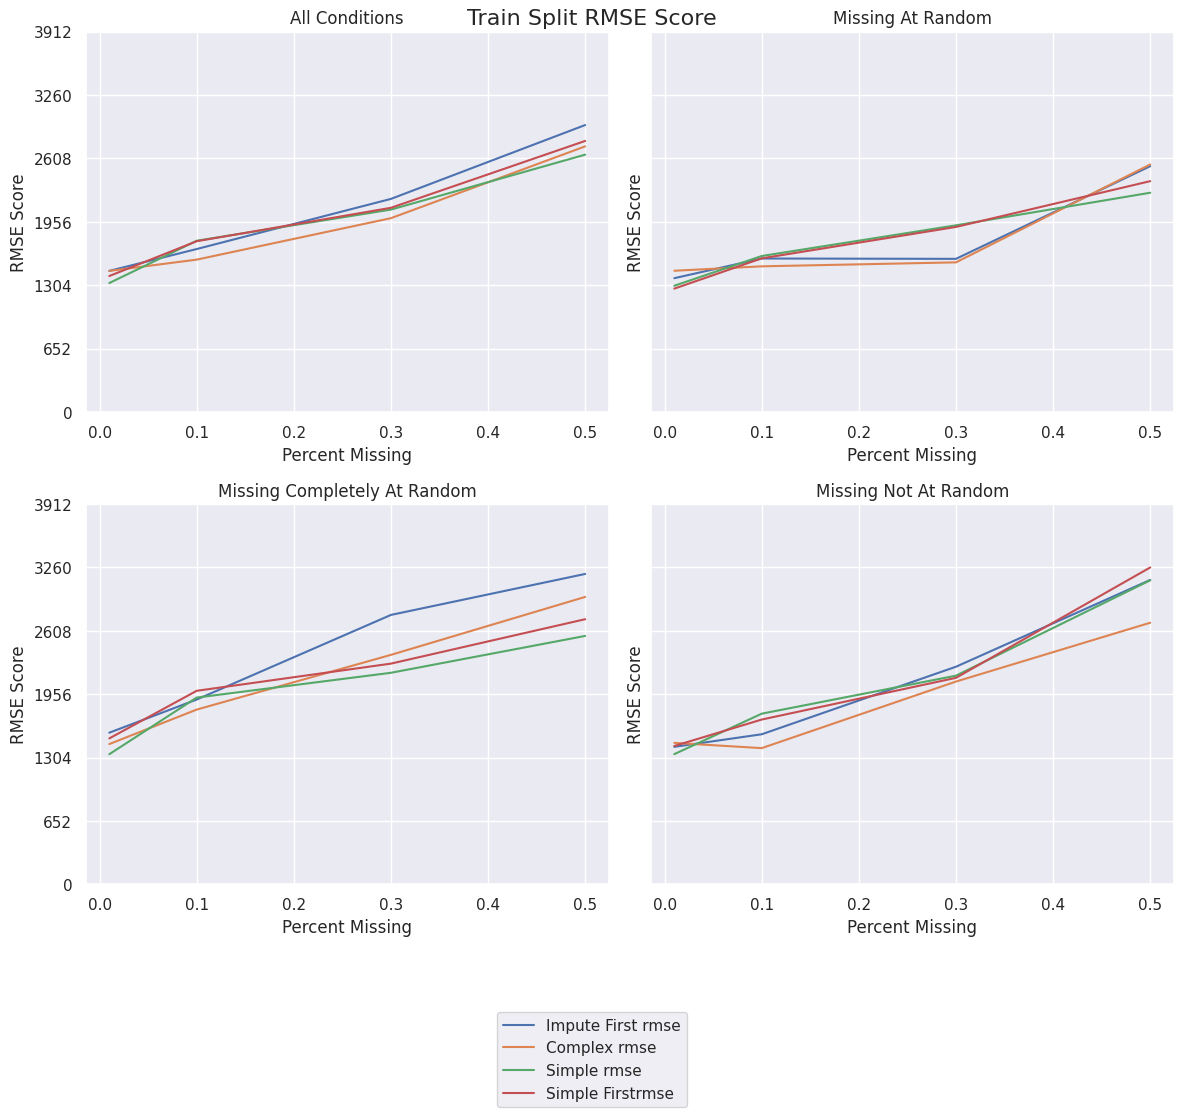 Train Split RMSE Score
All Conditions
Missing At Random
3912
3260
2608
1956
1304
652
0
RMSE Score
RMSE Score
0.0 0.1 0.2 0.3 0.4 0.5
0.0 0.1 0.2 0.3 0.4 0.5
Percent Missing
Percent Missing
Missing Completely At Random
Missing Not At Random
3912
3260
2608
1956
1304
652
0
RMSE Score
RMSE Score
0.0 0.1 0.2 0.3 0.4 0.5
0.0 0.1 0.2 0.3 0.4 0.5
Percent Missing
Percent Missing
Impute First rmse
Complex rmse
Simple rmse
Simple Firstrmse